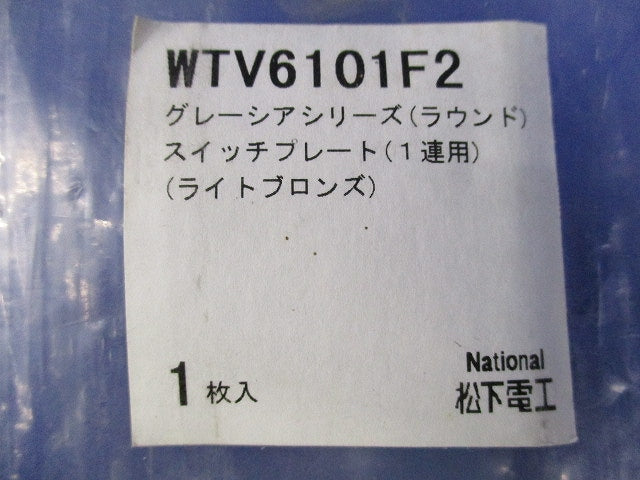 WTV6101F2
グレーシアシリーズ(ラウンド)
スイッチプレート(1連用)
(ライトブロンズ)
1枚入
National
松下電工